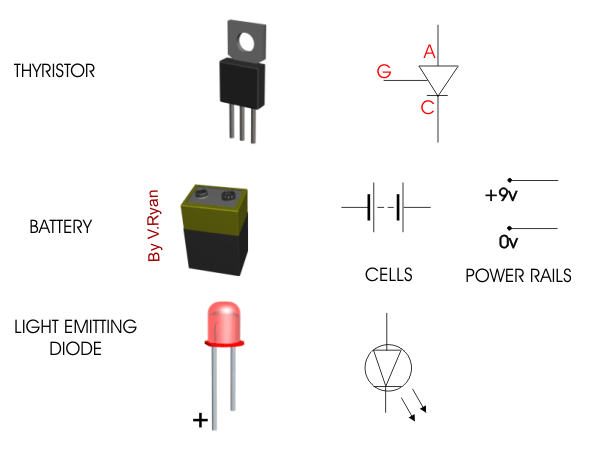 THYRISTOR
A
G
C
BATTERY
By V.Ryan
+9v
0v
CELLS
POWER RAILS
LIGHT EMITTING
DIODE
+